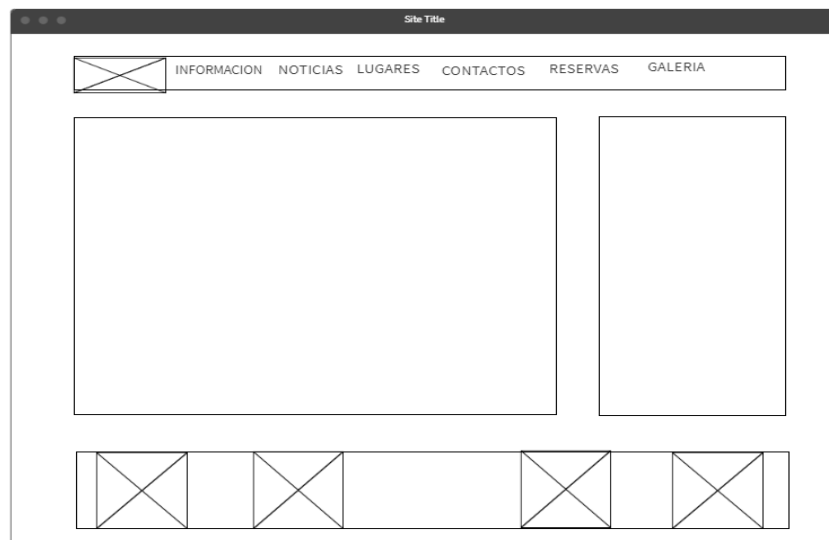 Site Title
INFORMACION NOTICIAS LUGARES CONTACTOS RESERVAS GALERIA